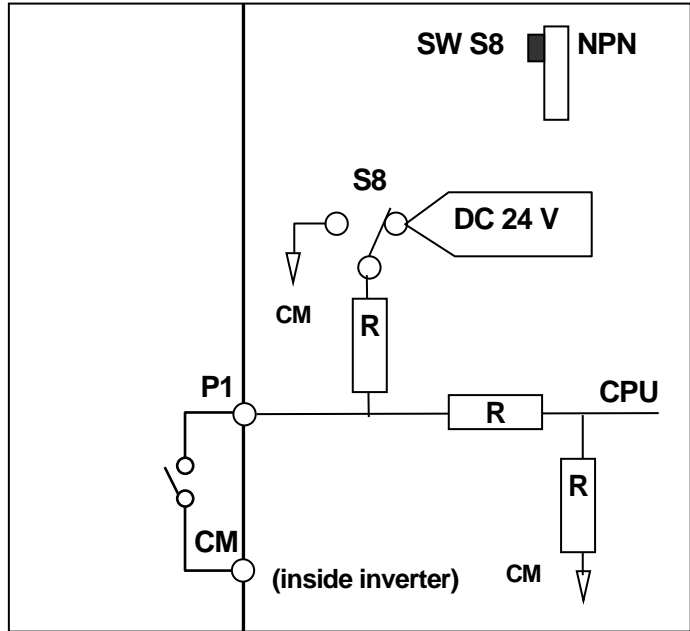 SW S8 NPN
S8
DC 24 V
CM
R
P1
R
CPU
R
CM
(inside inverter)
CM